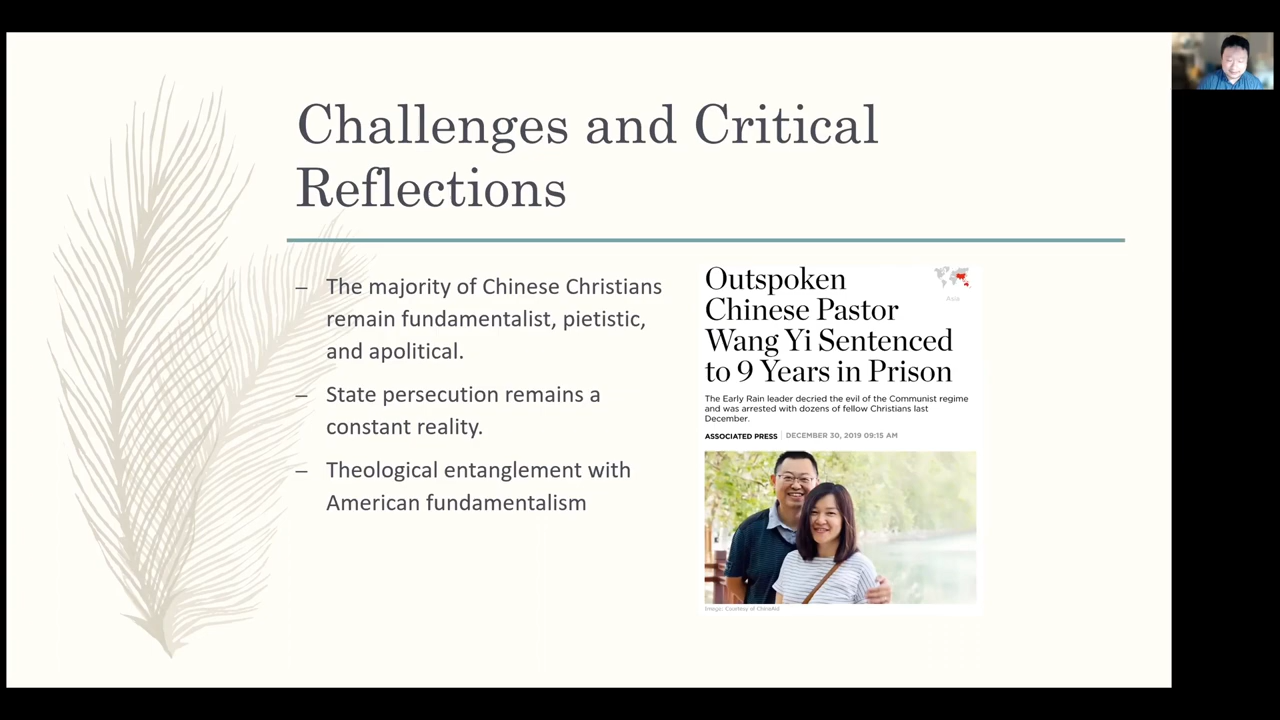 Challenges and Critical
Reflections
– The majority of Chinese Christians
remain fundamentalist, pietistic,
and apolitical.
– State persecution remains a
constant reality.
– Theological entanglement with
American fundamentalism
Outspoken
Chinese Pastor
Wang Yi Sentenced
to 9 Years in Prison
Asia
The Early Rain leader decried the evil of the Communist regime
and was arrested with dozens of fellow Christians last
December.
ASSOCIATED PRESS | DECEMBER 30, 2019 09:15 AM
Image: Courtesy of ChinaAid